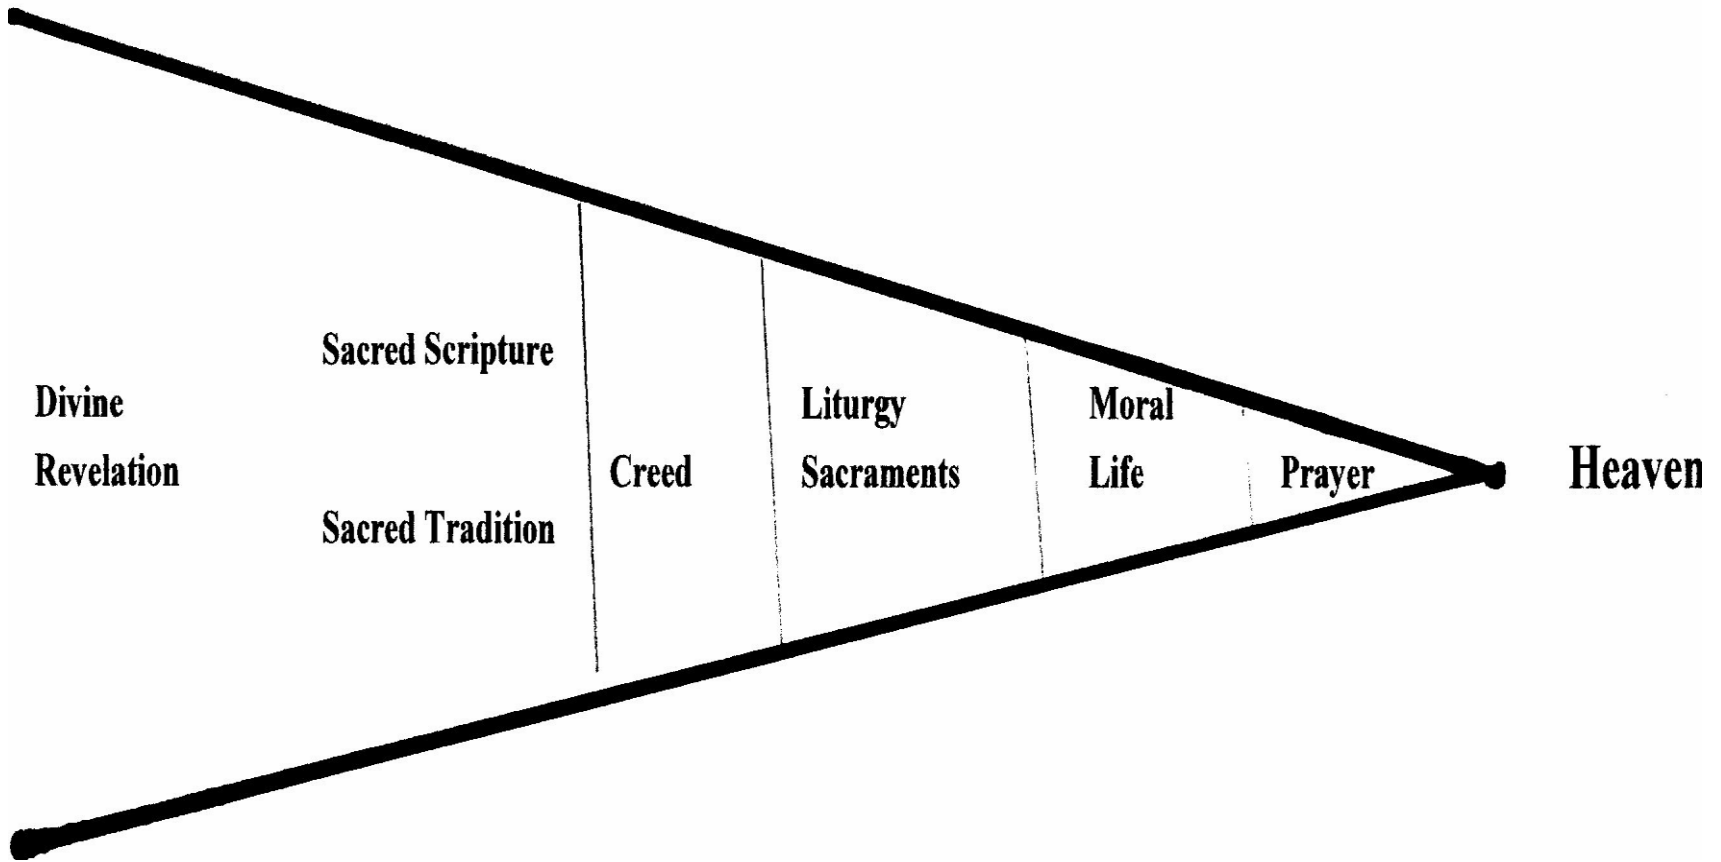 Divine
Revelation
Sacred Scripture
Sacred Tradition
Creed
Liturgy
Sacraments
Moral
Life
Prayer
Heaven